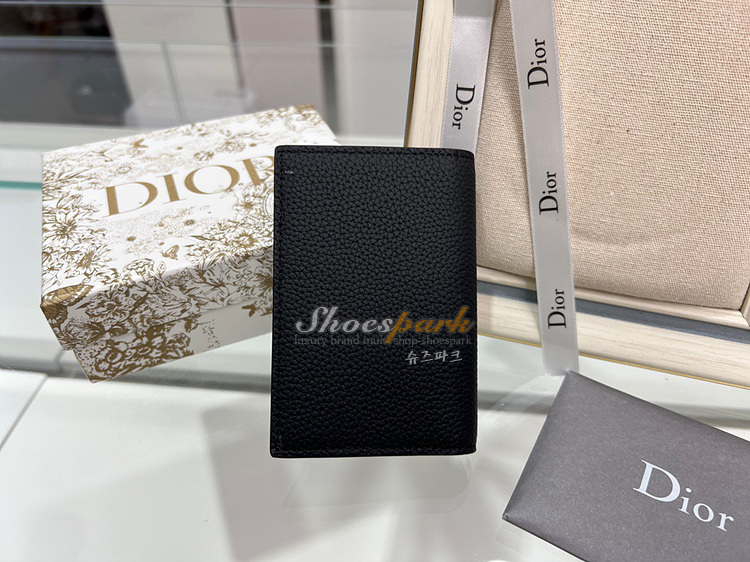 DIOR
Dior
Dior
Dior
Dior
Shoespark
luxury brand multi shop-shoespark
슈즈파크
Dior